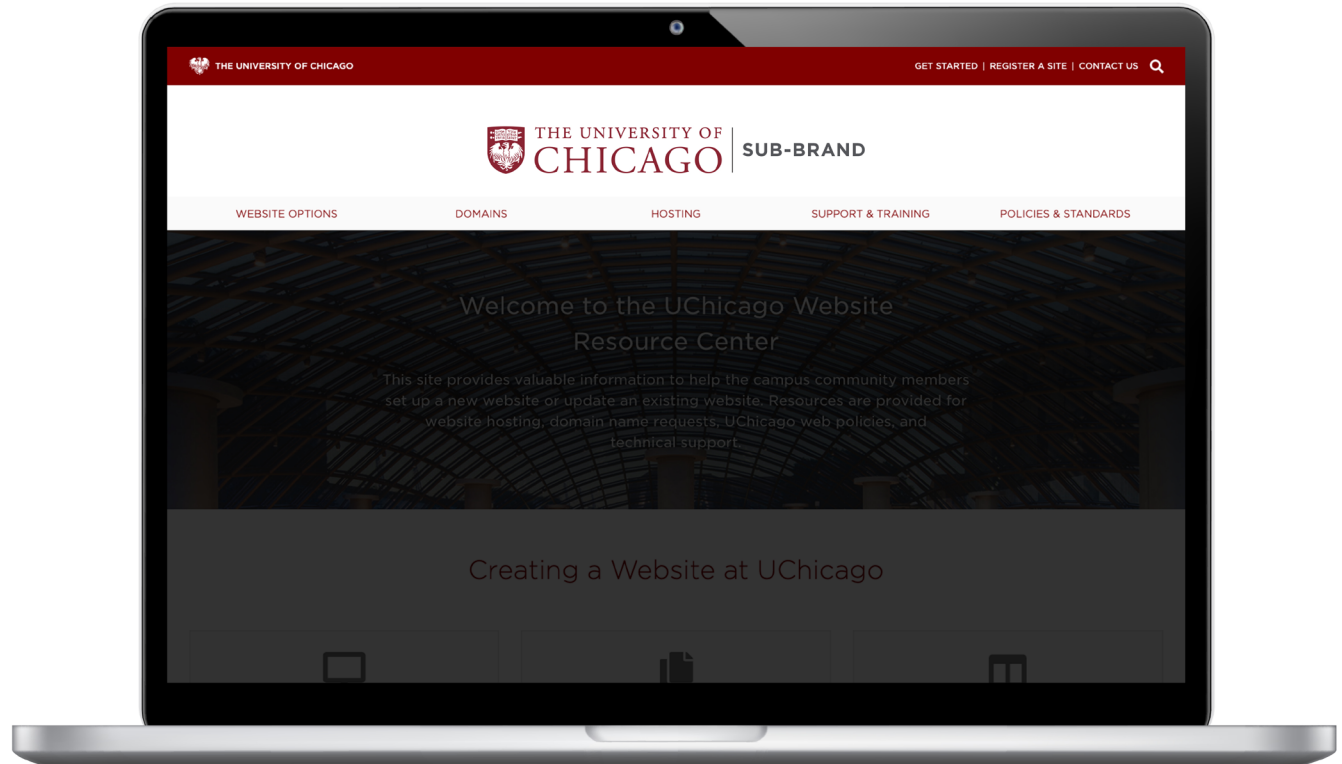 THE UNIVERSITY OF CHICAGO
GET STARTED | REGISTER A SITE | CONTACT US
THE UNIVERSITY OF
CHICAGO
SUB-BRAND
WEBSITE OPTIONS
DOMAINS
HOSTING
SUPPORT & TRAINING
POLICIES & STANDARDS
Welcome to the UChicago Website
Resource Center
This site provides valuable information to help the campus community members
set up a new website or update an existing website. Resources are provided for
website hosting, domain name requests, UChicago web policies, and
technical support.
Creating a Website at UChicago